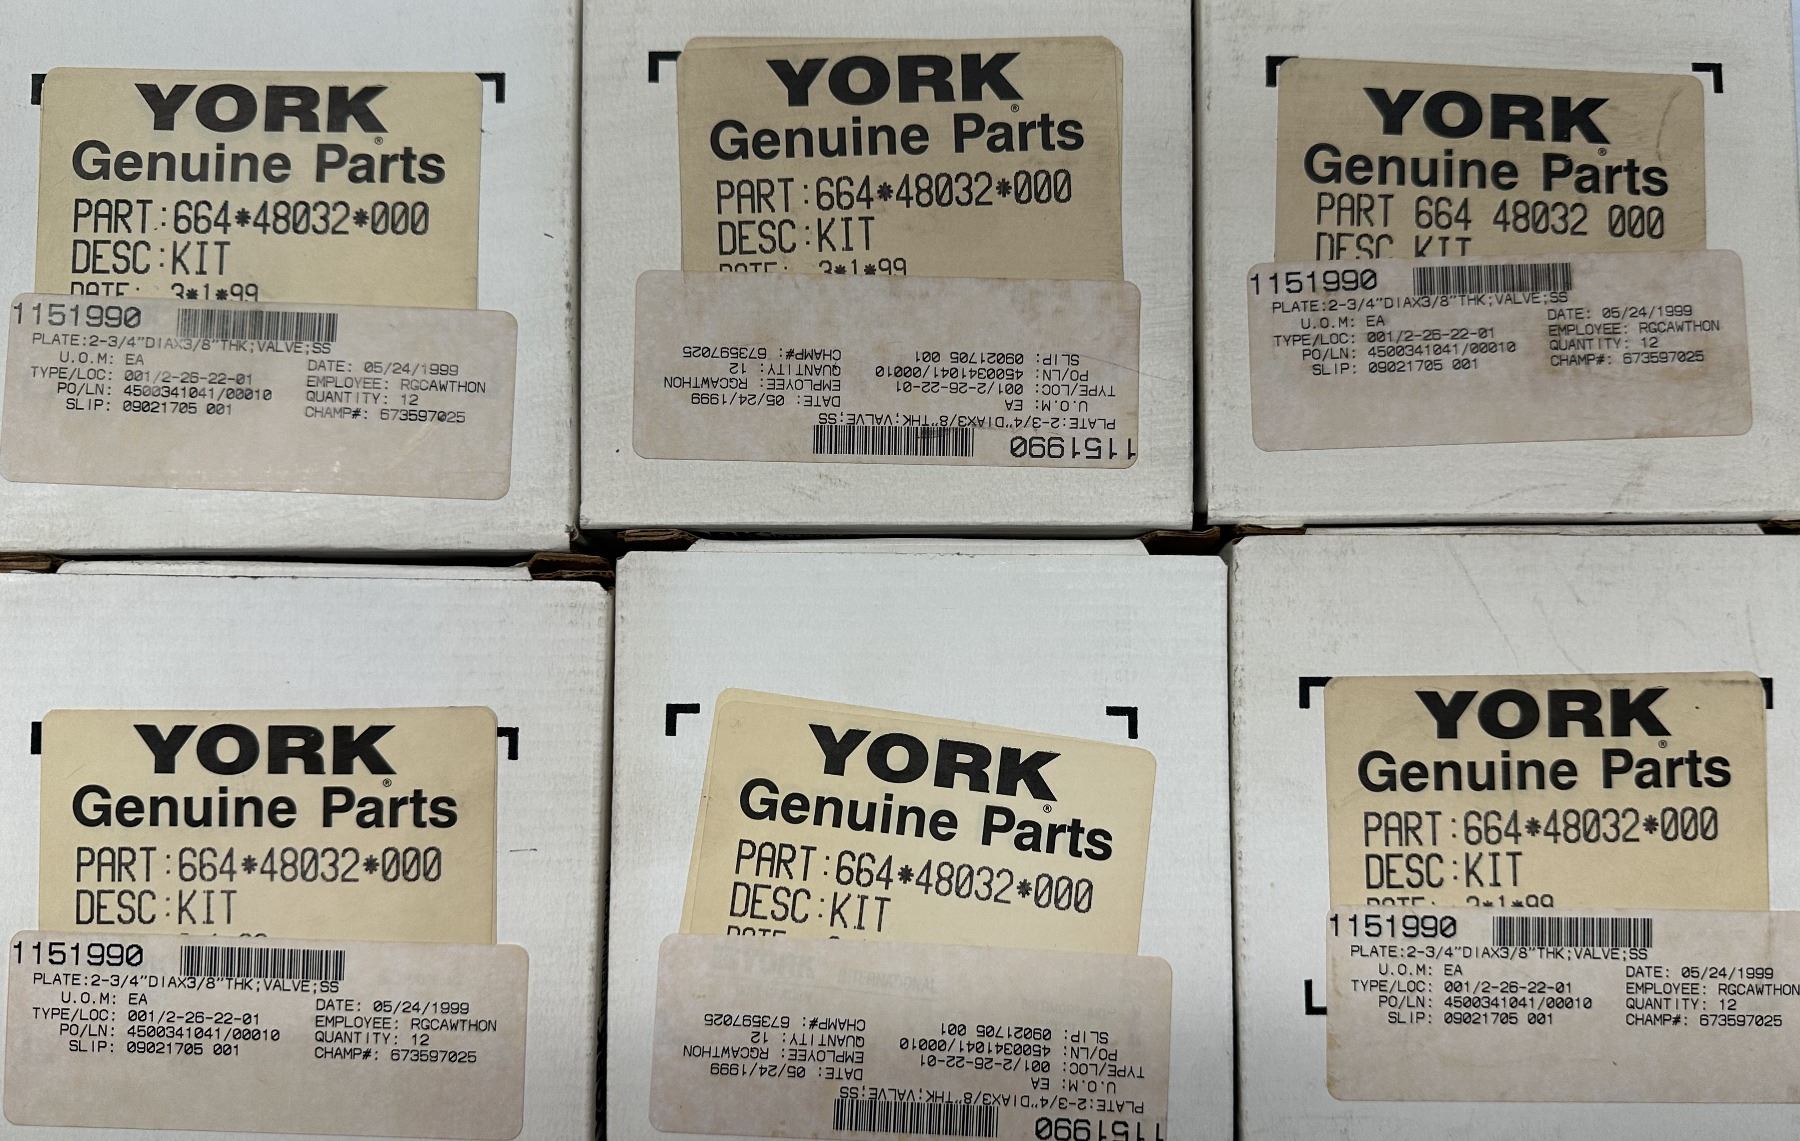 YORK®
Genuine Parts
PART:664*48032*000
DESC:KIT
DATE: 3*1*99
1151990
PLATE:2-3/4"DIAX3/8"THK;VALVE;SS
U.O.M: EA
TYPE/LOC: 001/2-26-22-01
PO/LN: 4500341041/00010
SLIP: 09021705 001
DATE: 05/24/1999
EMPLOYEE: RGCAWTHON
QUANTITY: 12
CHAMP#: 673597025
YORK®
Genuine Parts
PART:664*48032*000
DESC:KIT
DATE: 3*1*99
1151990
PLATE:2-3/4"DIAX3/8"THK;VALVE;SS
U.O.M: EA
TYPE/LOC: 001/2-26-22-01
PO/LN: 4500341041/00010
SLIP: 09021705 001
DATE: 05/24/1999
EMPLOYEE: RGCAWTHON
QUANTITY: 12
CHAMP#: 673597025
YORK®
Genuine Parts
PART 664 48032 000
DESC KIT
1151990
PLATE:2-3/4"DIAX3/8"THK;VALVE;SS
U.O.M: EA
TYPE/LOC: 001/2-26-22-01
PO/LN: 4500341041/00010
SLIP: 09021705 001
DATE: 05/24/1999
EMPLOYEE: RGCAWTHON
QUANTITY: 12
CHAMP#: 673597025
YORK®
Genuine Parts
PART:664*48032*000
DESC:KIT
1151990
PLATE:2-3/4"DIAX3/8"THK;VALVE;SS
U.O.M: EA
TYPE/LOC: 001/2-26-22-01
PO/LN: 4500341041/00010
SLIP: 09021705 001
DATE: 05/24/1999
EMPLOYEE: RGCAWTHON
QUANTITY: 12
CHAMP#: 673597025
YORK®
Genuine Parts
PART:664*48032*000
DESC:KIT
DATE:
1151990
PLATE:2-3/4"DIAX3/8"THK;VALVE;SS
U.O.M: EA
TYPE/LOC: 001/2-26-22-01
PO/LN: 4500341041/00010
SLIP: 09021705 001
DATE: 05/24/1999
EMPLOYEE: RGCAWTHON
QUANTITY: 12
CHAMP#: 673597025
YORK®
Genuine Parts
PART:664*48032*000
DESC:KIT
DATE: 3*1*99
1151990
PLATE:2-3/4"DIAX3/8"THK;VALVE;SS
U.O.M: EA
TYPE/LOC: 001/2-26-22-01
PO/LN: 4500341041/00010
SLIP: 09021705 001
DATE: 05/24/1999
EMPLOYEE: RGCAWTHON
QUANTITY: 12
CHAMP#: 673597025